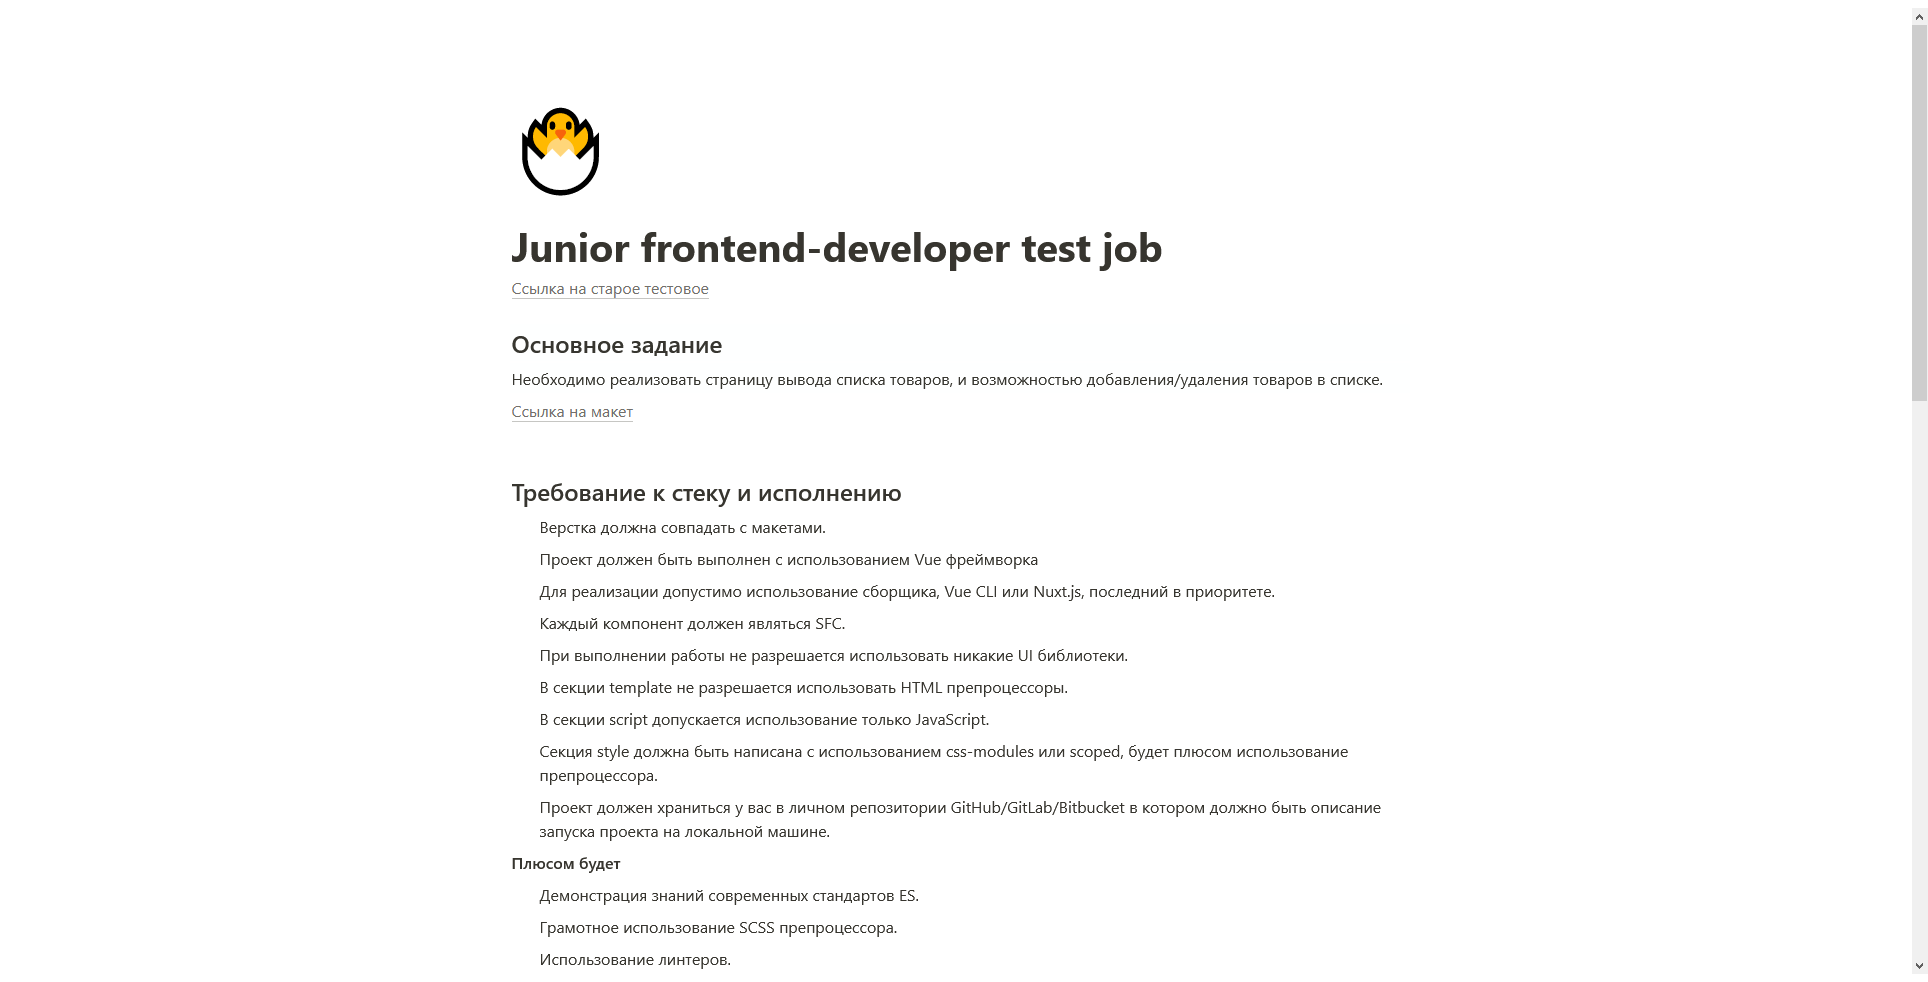 Junior frontend-developer test job
Ссылка на старое тестовое
Основное задание
Необходимо реализовать страницу вывода списка товаров, и возможностью добавления/удаления товаров в списке.
Ссылка на макет
Требование к стеку и исполнению
Верстка должна совпадать с макетами.
Проект должен быть выполнен с использованием Vue фреймворка
Для реализации допустимо использование сборщика, Vue CLI или Nuxt.js, последний в приоритете.
Каждый компонент должен являться SFC.
При выполнении работы не разрешается использовать никакие UI библиотеки.
В секции template не разрешается использовать HTML препроцессоры.
В секции script допускается использование только JavaScript.
Секция style должна быть написана с использованием css-modules или scoped, будет плюсом использование
препроцессора.
Проект должен храниться у вас в личном репозитории GitHub/GitLab/Bitbucket в котором должно быть описание
запуска проекта на локальной машине.
Плюсом будет
Демонстрация знаний современных стандартов ES.
Грамотное использование SCSS препроцессора.
Использование линтеров.